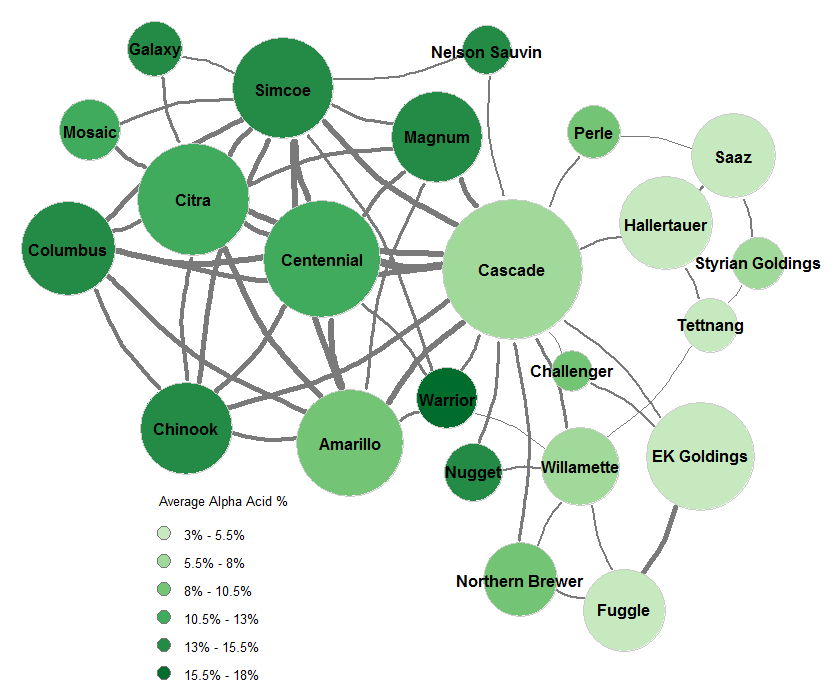 Galaxy
Nelson Sauvin
Simcoe
Mosaic
Magnum
Perle
Saaz
Citra
Hallertauer
Columbus
Centennial
Cascade
Styrian Goldings
Tettnang
Challenger
Warrior
Chinook
Amarillo
Nugget
Willamette
EK Goldings
Northern Brewer
Fuggle
Average Alpha Acid %
3% - 5.5%
5.5% - 8%
8% - 10.5%
10.5% - 13%
13% - 15.5%
15.5% - 18%